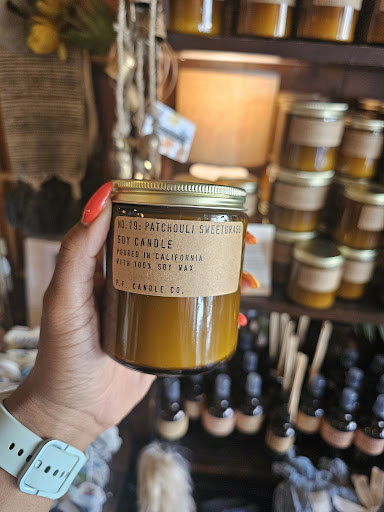 NO. 19: PATCHOULI SWEETGRASS
SOY CANDLE
POURED IN CALIFORNIA
WITH 100% SOY WAX
P.F. CANDLE CO.